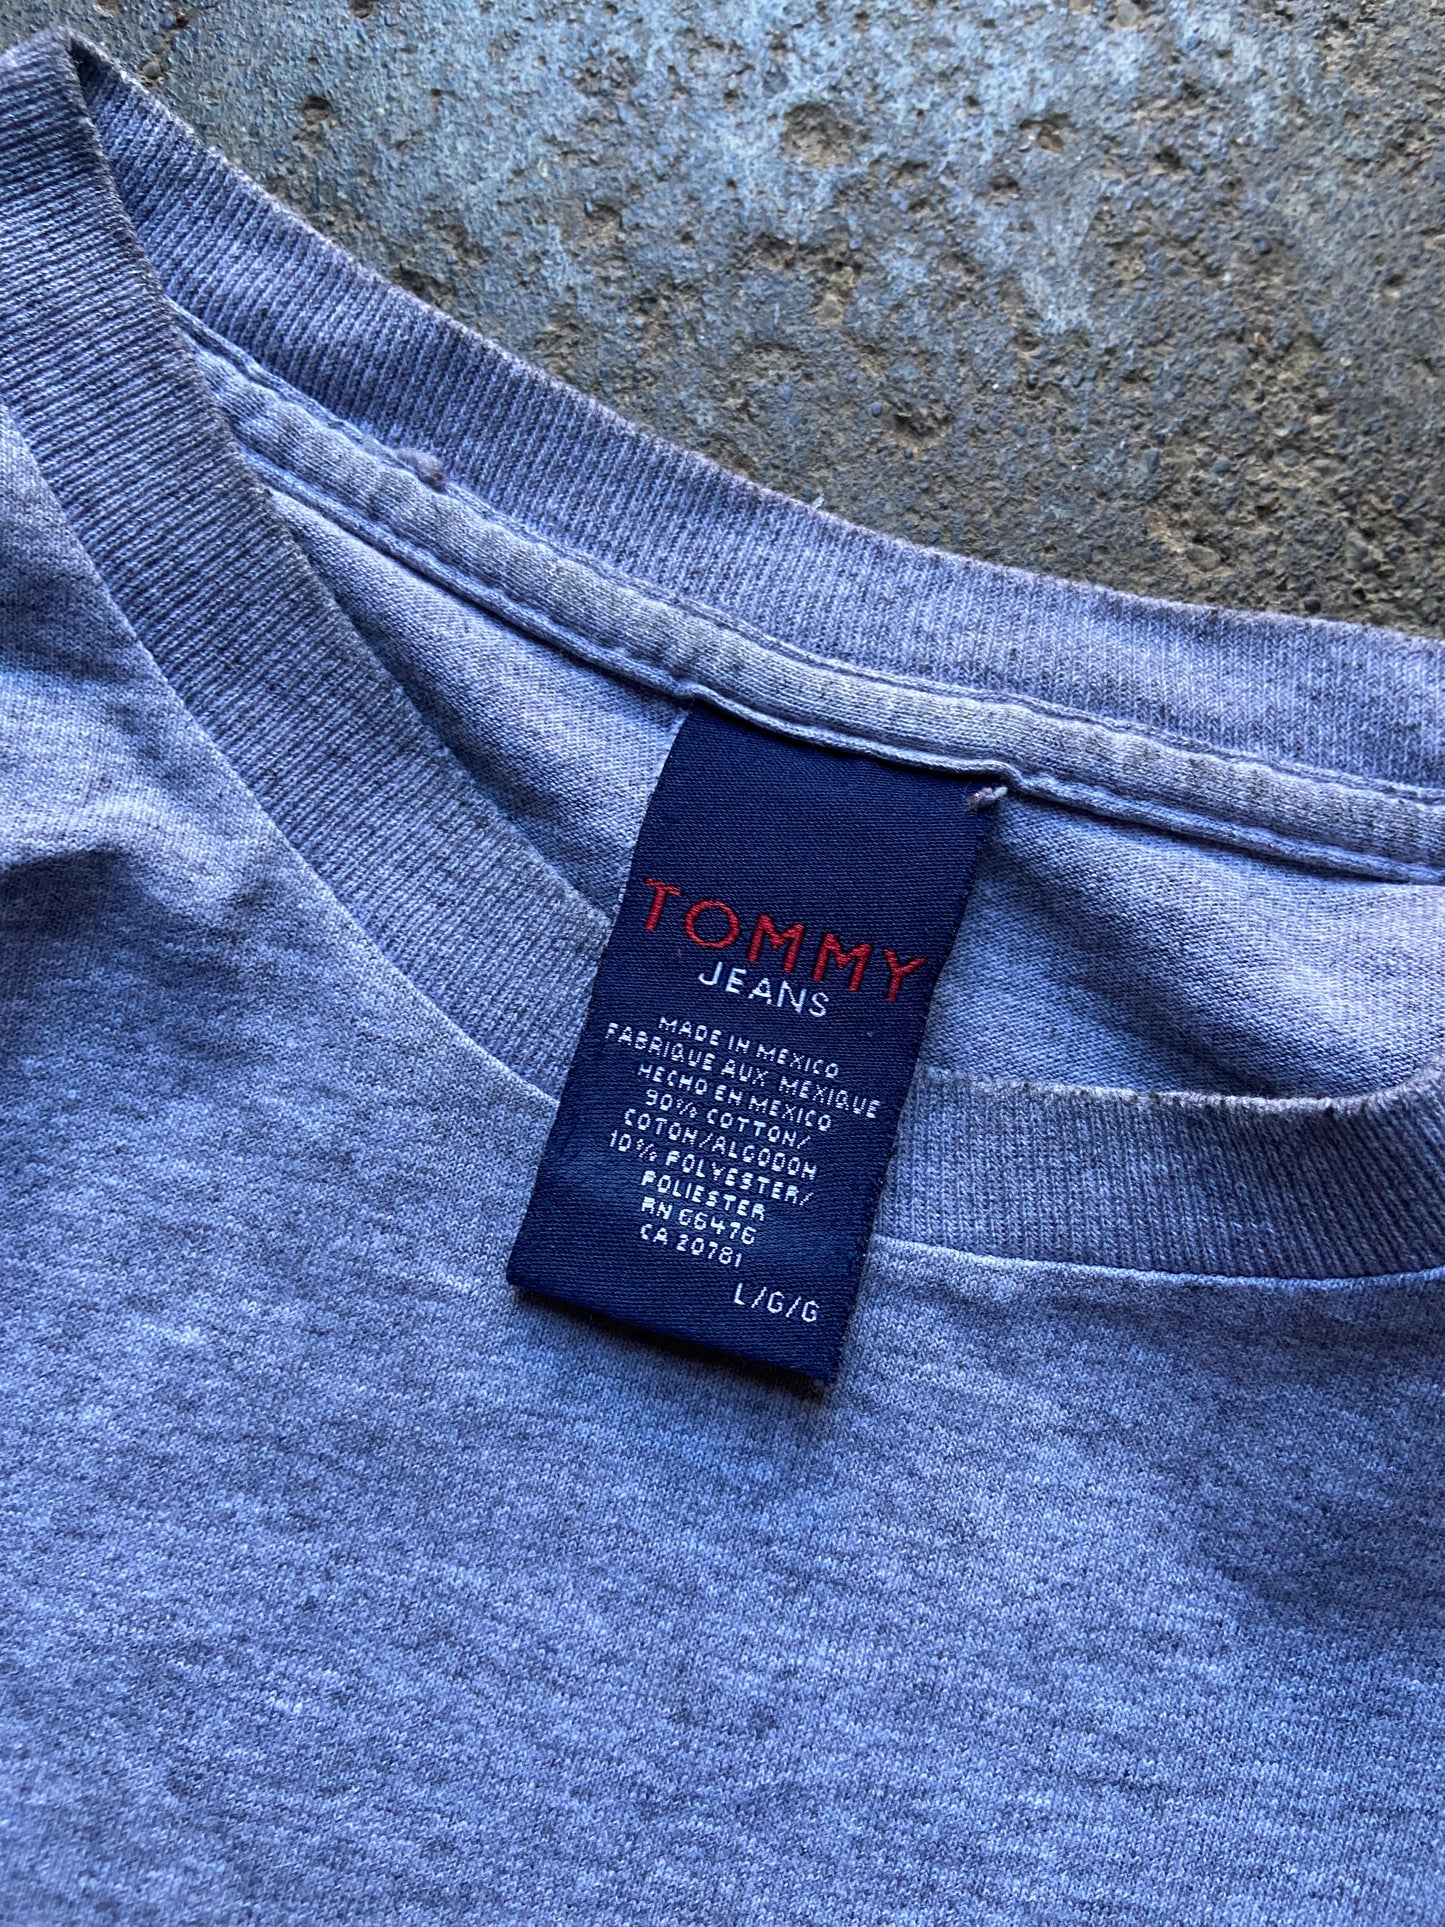 TOMMY
JEANS
MADE IN MEXICO
FABRIQUE AUX MEXIQUE
HECHO EN MEXICO
90% COTTON/
COTON/ALGODON
10% POLYESTER/
POLIESTER
RN 66476
CA 20781
L/G/G